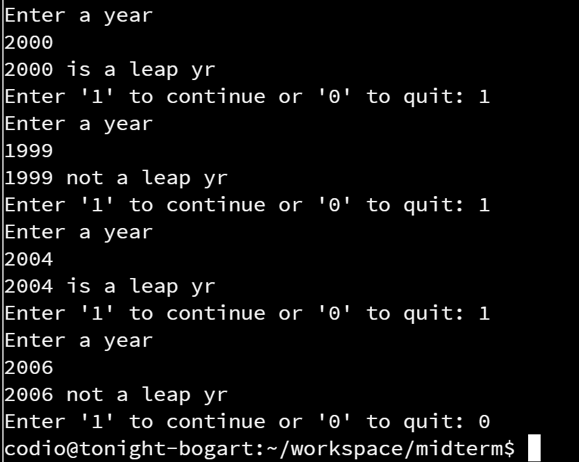 Enter a year
2000
2000 is a leap yr
Enter '1' to continue or '0' to quit: 1
Enter a year
1999
1999 not a leap yr
Enter '1' to continue or '0' to quit: 1
Enter a year
2004
2004 is a leap yr
Enter '1' to continue or '0' to quit: 1
Enter a year
2006
2006 not a leap yr
Enter '1' to continue or '0' to quit: 0
codio@tonight-bogart:~/workspace/midterm$